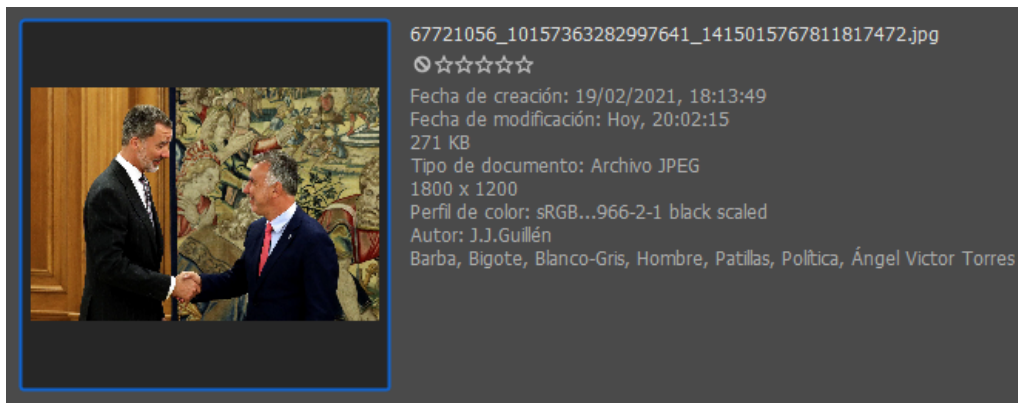 67721056_10157363282997641_1415015767811817472.jpg
Fecha de creación: 19/02/2021, 18:13:49
Fecha de modificación: Hoy, 20:02:15
271 KB
Tipo de documento: Archivo JPEG
1800 x 1200
Perfil de color: sRGB...966-2-1 black scaled
Autor: J.J.Guillén
Barba, Bigote, Blanco-Gris, Hombre, Patillas, Política, Ángel Victor Torres